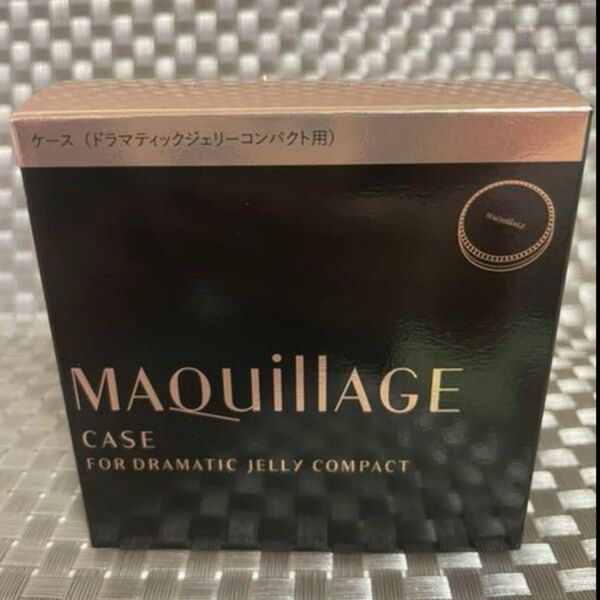 ケース（ドラマティックジェリーコンパクト用）
MAQuillAGE
MAQuillAGE
CASE
FOR DRAMATIC JELLY COMPACT